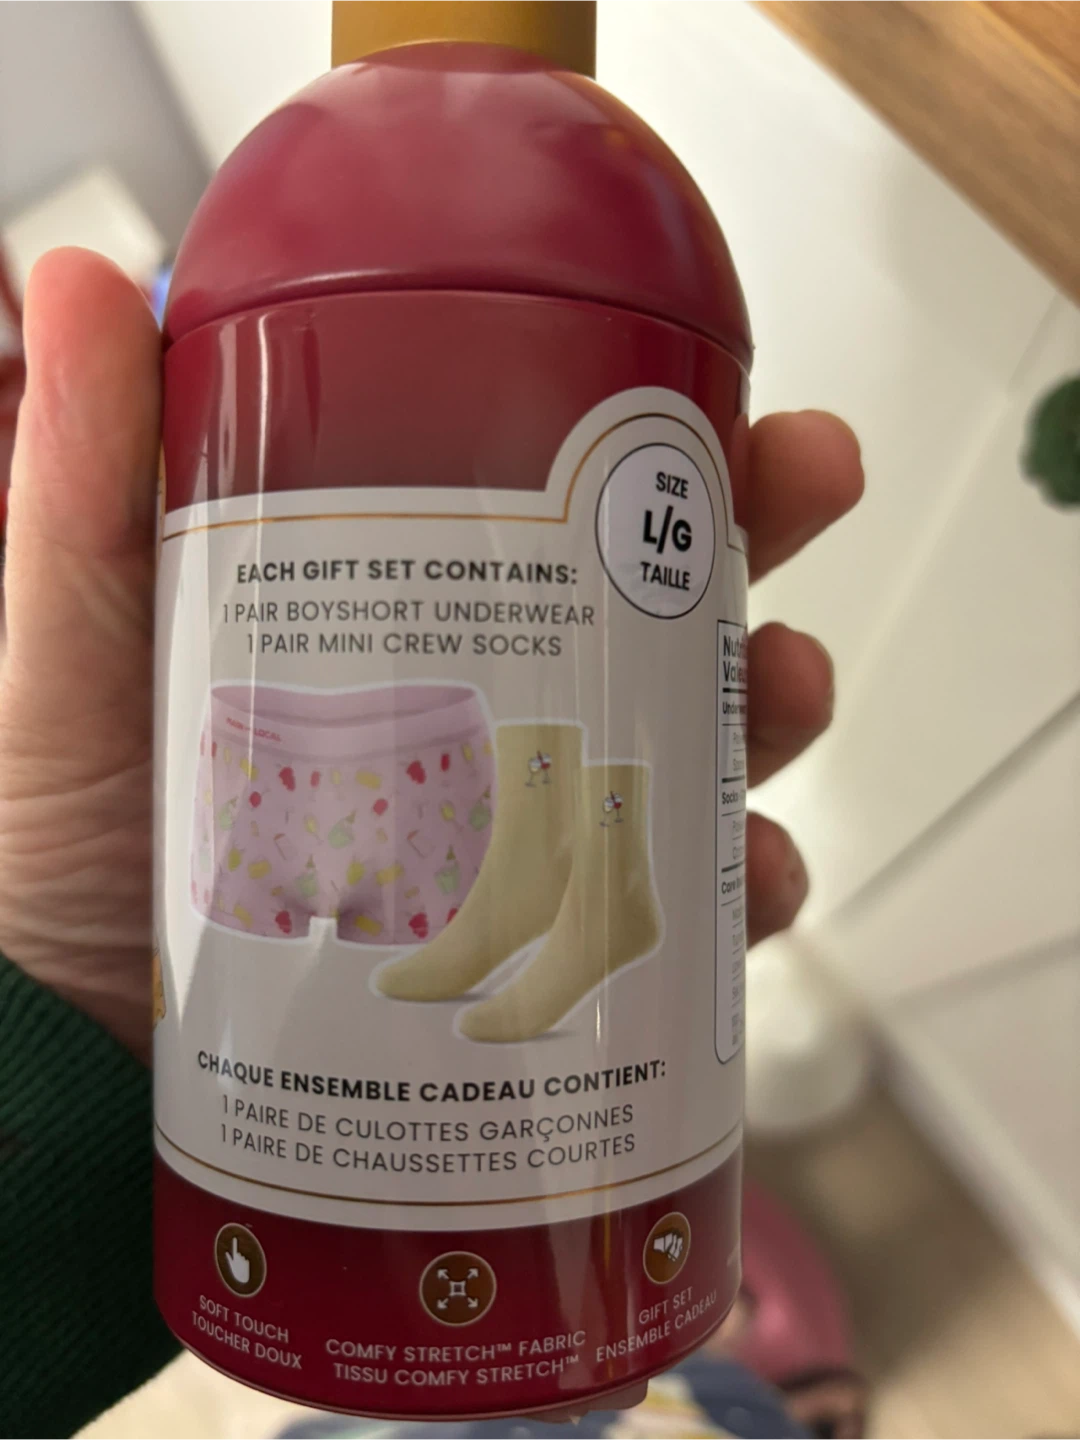 SIZE
L/G
TAILLE
EACH GIFT SET CONTAINS:
1 PAIR BOYSHORT UNDERWEAR
1 PAIR MINI CREW SOCKS
CHAQUE ENSEMBLE CADEAU CONTIENT:
1 PAIRE DE CULOTTES GARÇONNES
1 PAIRE DE CHAUSSETTES COURTES
SOFT TOUCH
TOUCHER DOUX
COMFY STRETCH™ FABRIC
TISSU COMFY STRETCH™
GIFT SET
ENSEMBLE CADEAU
Socks